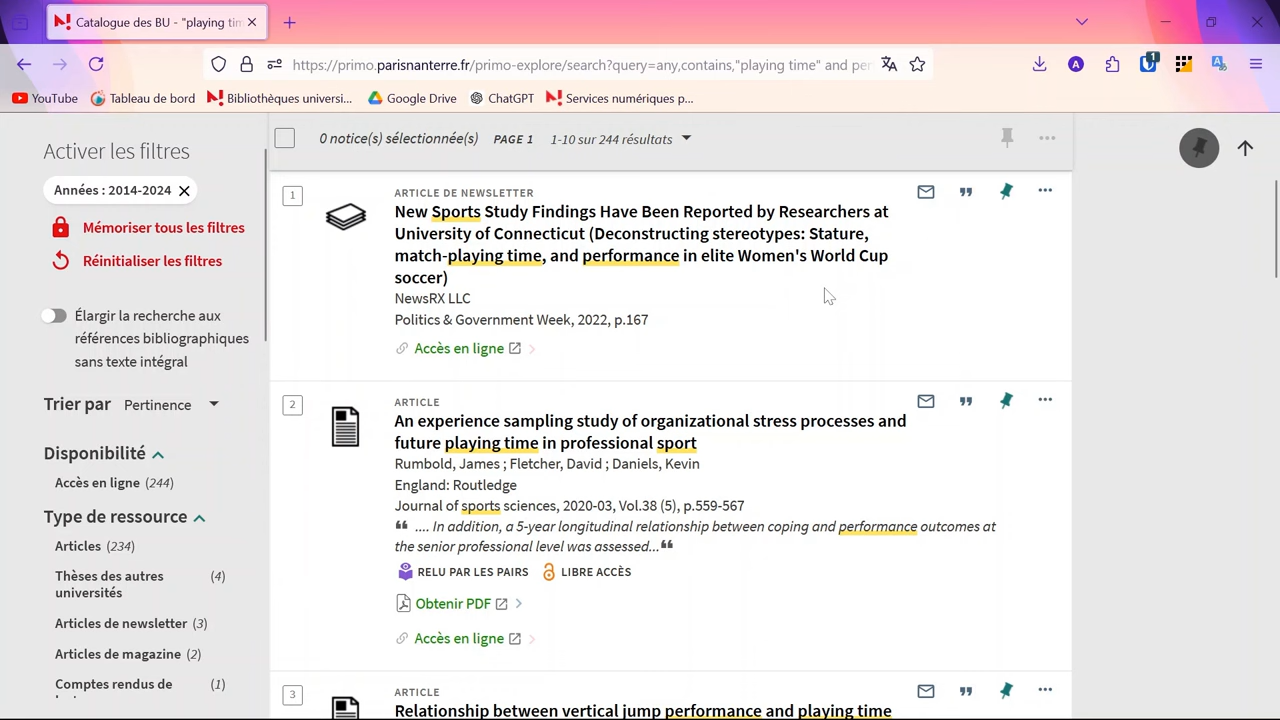 Catalogue des BU - "playing tim
https://primo.parisnanterre.fr/primo-explore/search?query=any,contains,"playing time" and per
1
YouTube
Tableau de bord
Bibliothèques universi...
Google Drive
ChatGPT
Services numériques p...
Activer les filtres
Années : 2014-2024
Mémoriser tous les filtres
Réinitialiser les filtres
Élargir la recherche aux
références bibliographiques
sans texte intégral
Trier par Pertinence
Disponibilité
Accès en ligne (244)
Type de ressource
Articles (234)
Thèses des autres (4)
universités
Articles de newsletter (3)
Articles de magazine (2)
Comptes rendus de (1)
0 notice(s) sélectionnée(s) PAGE 1 1-10 sur 244 résultats
1
ARTICLE DE NEWSLETTER
New Sports Study Findings Have Been Reported by Researchers at
University of Connecticut (Deconstructing stereotypes: Stature,
match-playing time, and performance in elite Women's World Cup
soccer)
NewsRX LLC
Politics & Government Week, 2022, p.167
Accès en ligne
2
ARTICLE
An experience sampling study of organizational stress processes and
future playing time in professional sport
Rumbold, James ; Fletcher, David ; Daniels, Kevin
England: Routledge
Journal of sports sciences, 2020-03, Vol.38 (5), p.559-567
❝ .... In addition, a 5-year longitudinal relationship between coping and performance outcomes at
the senior professional level was assessed...❝
RELU PAR LES PAIRS LIBRE ACCÈS
Obtenir PDF
Accès en ligne
3
ARTICLE
Relationship between vertical jump performance and playing time